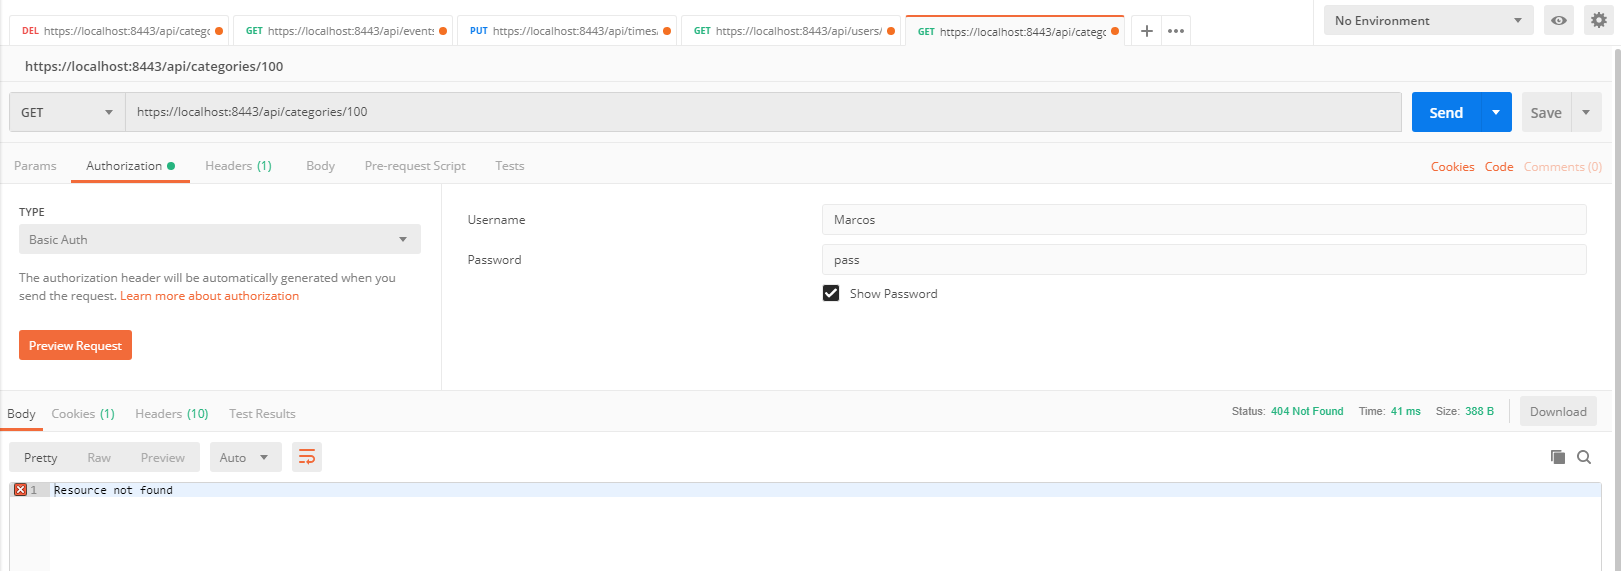 DEL https://localhost:8443/api/catego GET https://localhost:8443/api/events PUT https://localhost:8443/api/times/ GET https://localhost:8443/api/users/ GET https://localhost:8443/api/catego No Environment
https://localhost:8443/api/categories/100
GET https://localhost:8443/api/categories/100 Send Save
Params Authorization Headers (1) Body Pre-request Script Tests Cookies Code Comments (0)
TYPE
Basic Auth
The authorization header will be automatically generated when you
send the request. Learn more about authorization
Preview Request
Username Marcos
Password pass
Show Password
Body Cookies (1) Headers (10) Test Results Status: 404 Not Found Time: 41 ms Size: 388 B Download
Pretty Raw Preview Auto
1 Resource not found